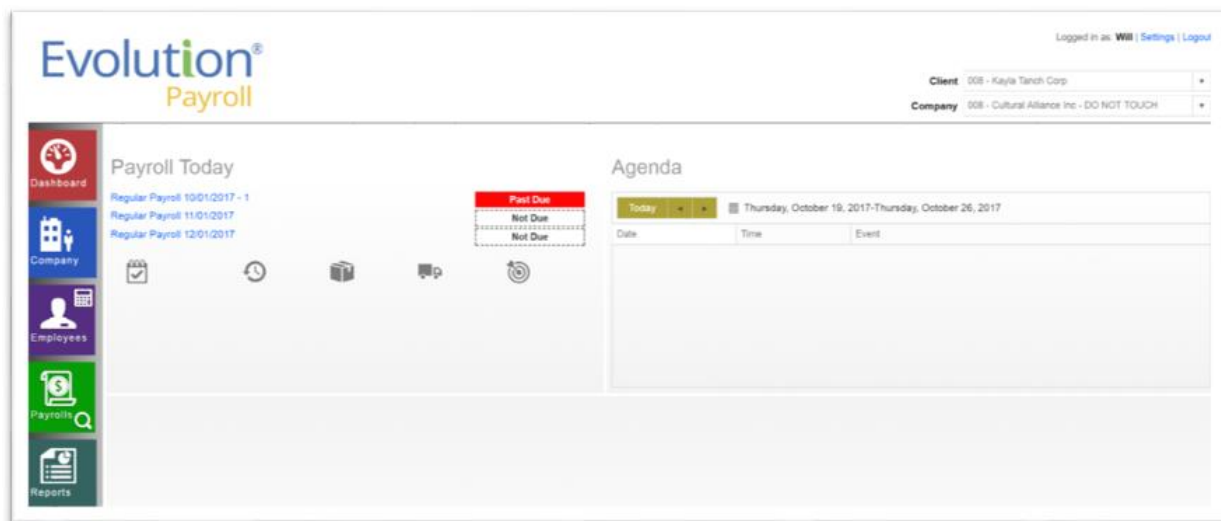 Evolution®
Payroll
Logged in as: Will | Settings | Logout
Client 008 - Kayla Tanch Corp
Company 008 - Cultural Alliance Inc - DO NOT TOUCH
Dashboard
Company
Employees
Payrolls
Reports
Payroll Today
Regular Payroll 10/01/2017 - 1 Past Due
Regular Payroll 11/01/2017 Not Due
Regular Payroll 12/01/2017 Not Due
Agenda
Today Thursday, October 19, 2017-Thursday, October 26, 2017
Date Time Event